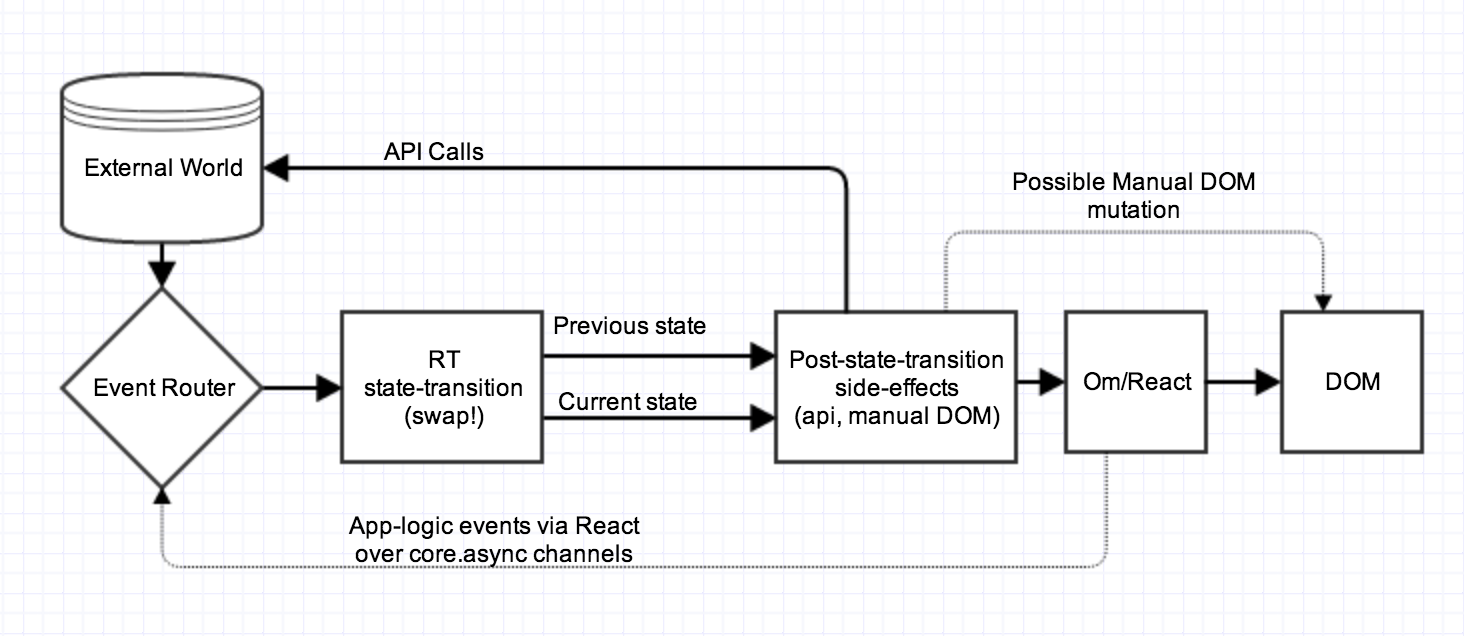 External World
API Calls
Possible Manual DOM
mutation
Event Router
RT
state-transition
(swap!)
Previous state
Current state
Post-state-transition
side-effects
(api, manual DOM)
Om/React
DOM
App-logic events via React
over core.async channels